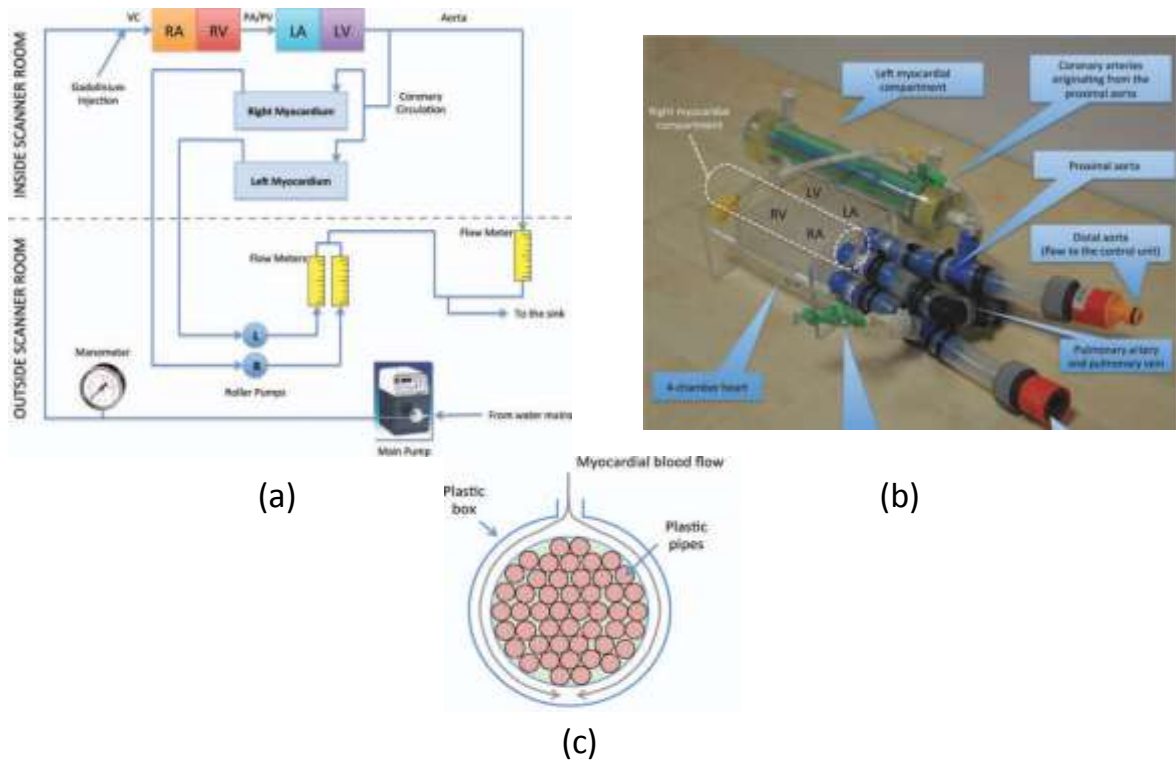 INSIDE SCANNER ROOM
VC
RA
RV
PA/PV
LA
LV
Aorta
Gadolinium
Injection
Right Myocardium
Left Myocardium
Coronary
Circulation
OUTSIDE SCANNER ROOM
Flow Meters
Flow Meter
To the sink
L
R
Roller Pumps
Manometer
From water mains
Main Pump
(a)
Left myocardial
compartment
Coronary arteries
originating from the
proximal aorta
Right myocardial
compartment
Proximal aorta
LV
RV
LA
RA
Distal aorta
(flow to the control unit)
Pulmonary artery
and pulmonary vein
4-chamber heart
(b)
Myocardial blood flow
Plastic
box
Plastic
pipes
(c)